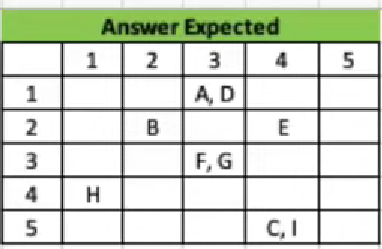 Answer Expected
1 2 3 4 5
1 A, D
2 B E
3 F, G
4 H
5 C, I